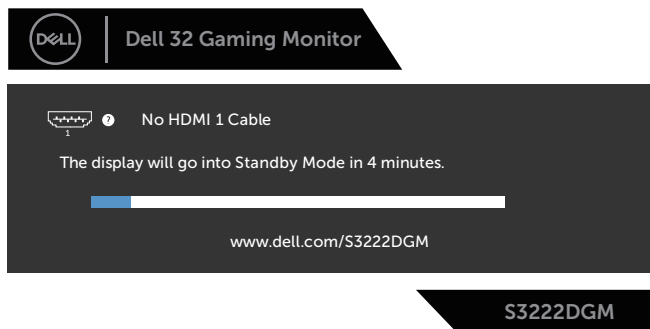 DELL
Dell 32 Gaming Monitor
? No HDMI 1 Cable
1
The display will go into Standby Mode in 4 minutes.
www.dell.com/S3222DGM
S3222DGM